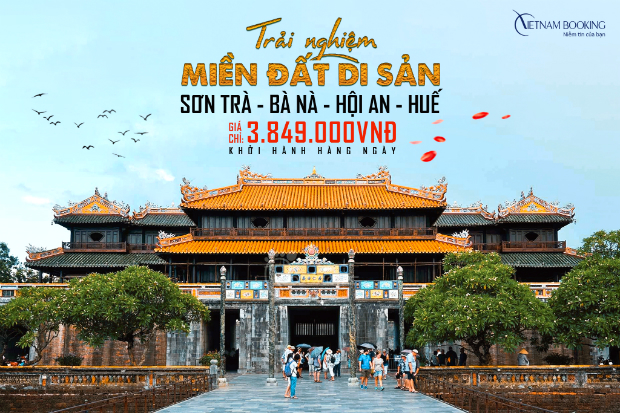 VIETNAM BOOKING
Niềm tin của bạn
Trải nghiệm
MIỀN ĐẤT DI SẢN
SƠN TRÀ - BÀ NÀ - HỘI AN - HUẾ
GIÁ CHỈ: 3.849.000VNĐ
KHỞI HÀNH HÀNG NGÀY